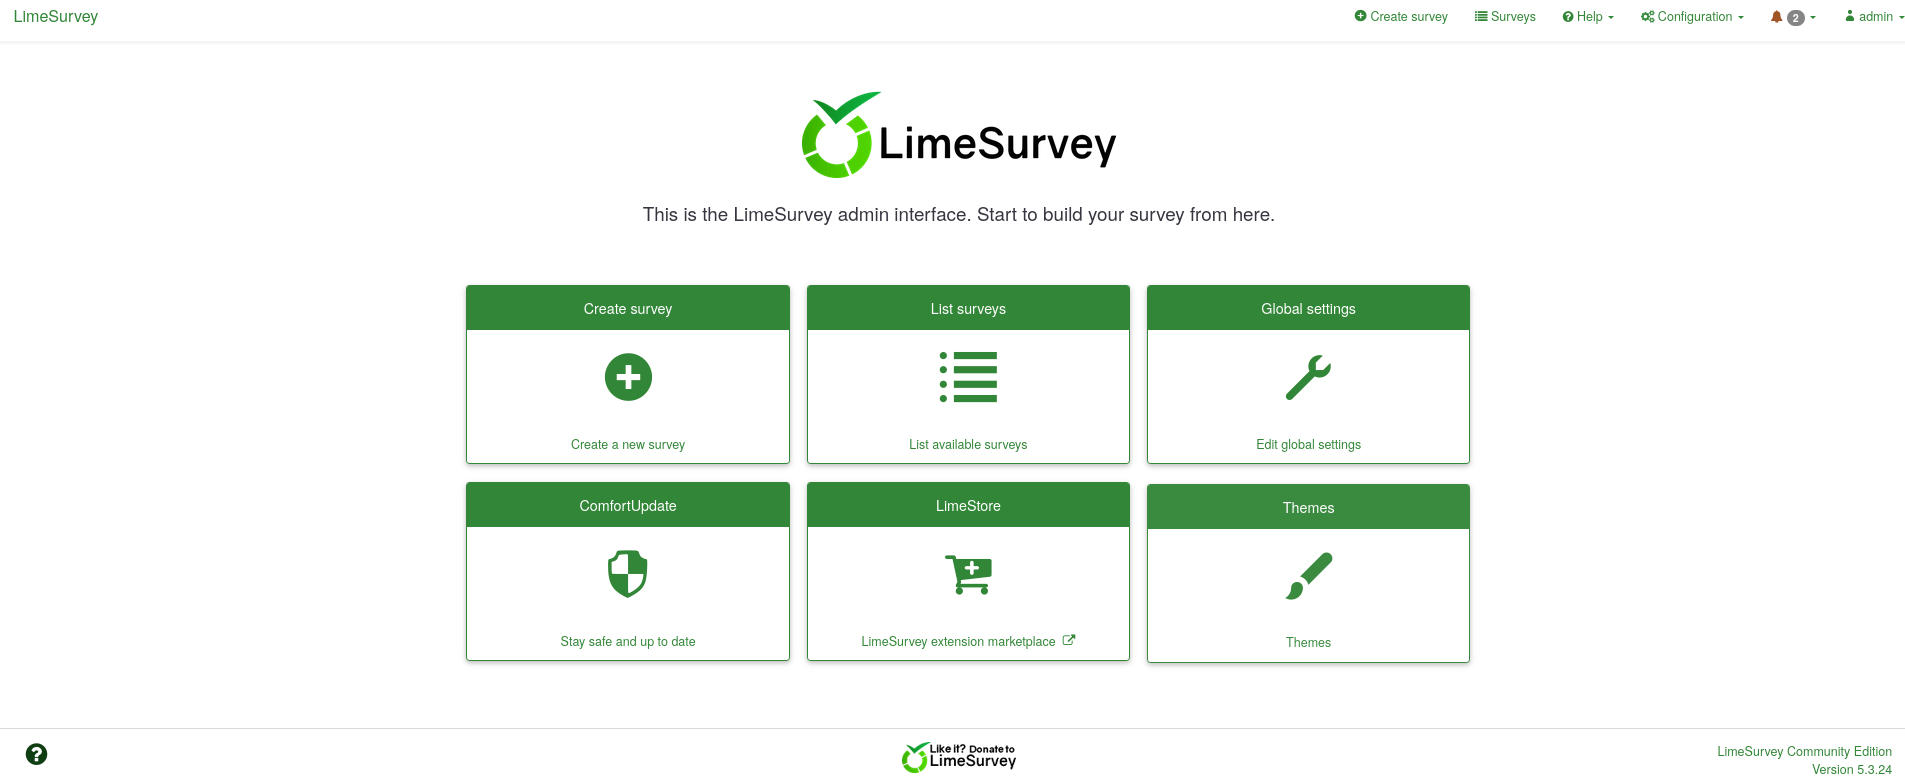 LimeSurvey
Create survey
Surveys
Help
Configuration
2
admin
LimeSurvey
This is the LimeSurvey admin interface. Start to build your survey from here.
Create survey
List surveys
Global settings
Create a new survey
List available surveys
Edit global settings
ComfortUpdate
LimeStore
Themes
Stay safe and up to date
LimeSurvey extension marketplace
Themes
?
Like it? Donate to
LimeSurvey
LimeSurvey Community Edition
Version 5.3.24